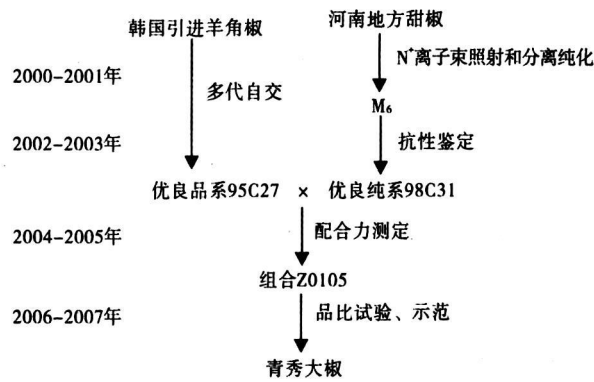 韩国引进羊角椒
河南地方甜椒
N⁺离子束照射和分离纯化
2000-2001年
多代自交
M₆
2002-2003年
抗性鉴定
优良品系95C27 × 优良纯系98C31
2004-2005年
配合力测定
组合Z0105
2006-2007年
品比试验、示范
青秀大椒